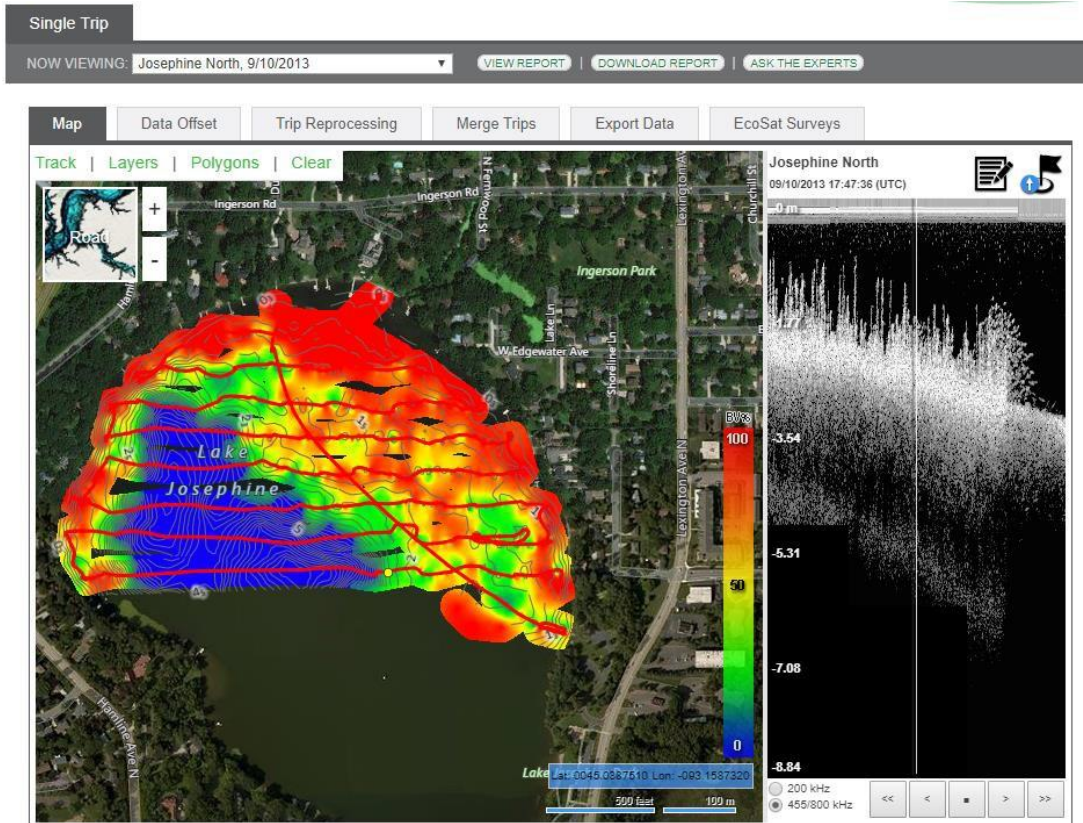 Single Trip
NOW VIEWING: Josephine North, 9/10/2013
VIEW REPORT | DOWNLOAD REPORT | ASK THE EXPERTS
Map Data Offset Trip Reprocessing Merge Trips Export Data EcoSat Surveys
Track | Layers | Polygons | Clear
Road
+
-
Ingerson Rd
Ingerson Rd
N Fernwood St
Lexington Av
Churchill St
Ingerson Park
Lake Ln
W Edgewater Ave
Shoreline Ln
Lake
Josephine
Lexington Ave N
Hamline Ave N
BV%
100
50
0
Lake
Lat: 0045.0387510 Lon: -093.1587320
500 feet 100 m
Josephine North
09/10/2013 17:47:36 (UTC)
-0 m
-1.77
-3.54
-5.31
-7.08
-8.84
200 kHz
455/800 kHz
<< < ■ > >>